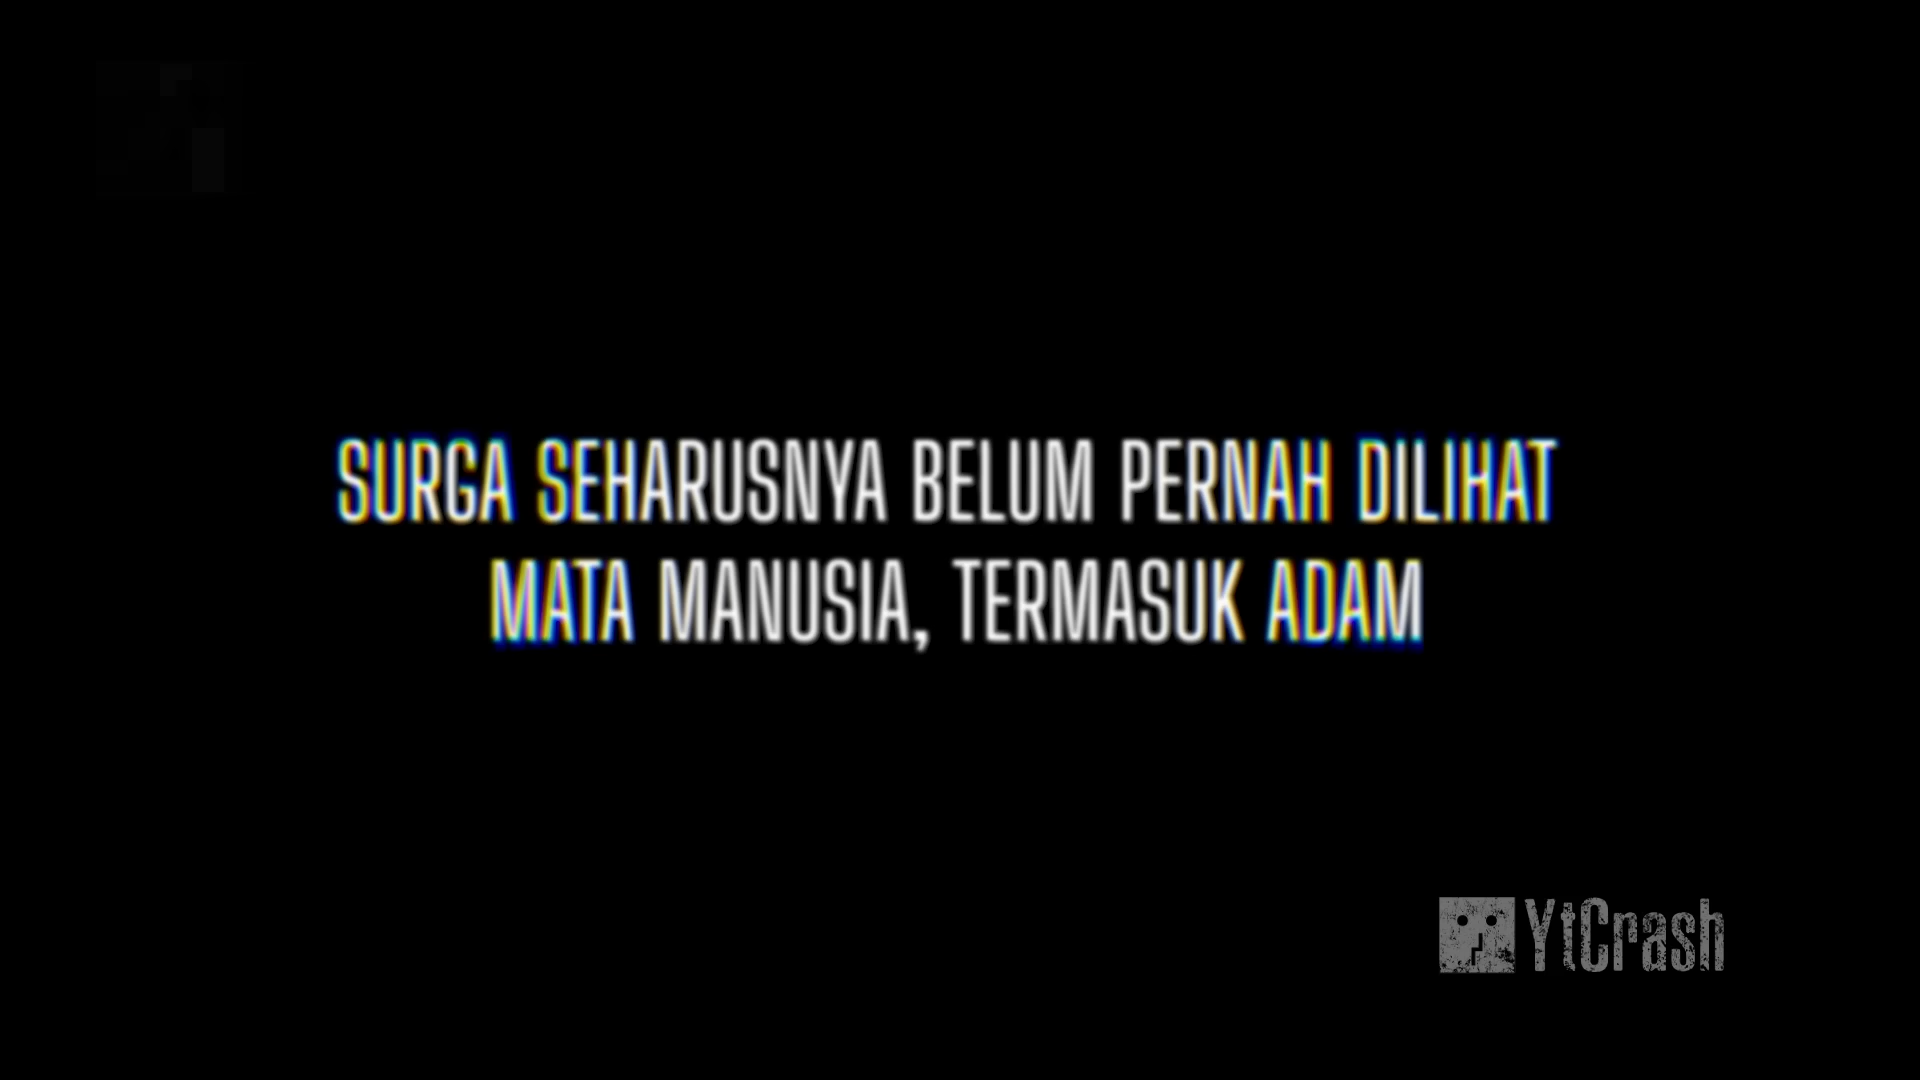 SURGA SEHARUSNYA BELUM PERNAH DILIHAT
MATA MANUSIA, TERMASUK ADAM
YtCrash